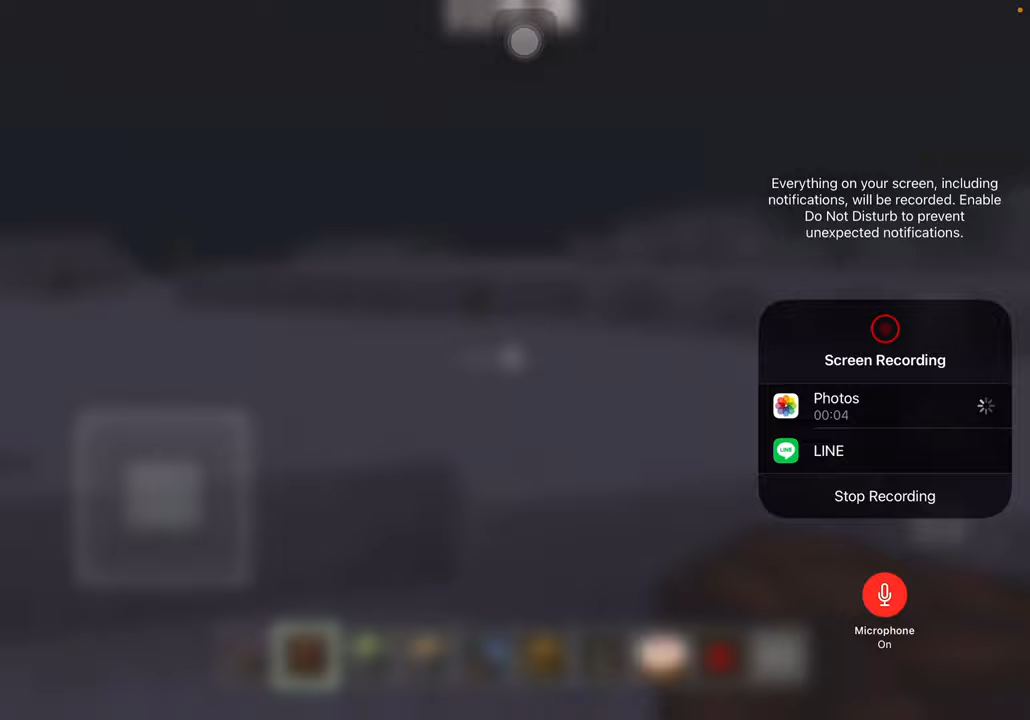 Everything on your screen, including
notifications, will be recorded. Enable
Do Not Disturb to prevent
unexpected notifications.
Screen Recording
Photos
00:04
LINE
LINE
Stop Recording
Microphone
On